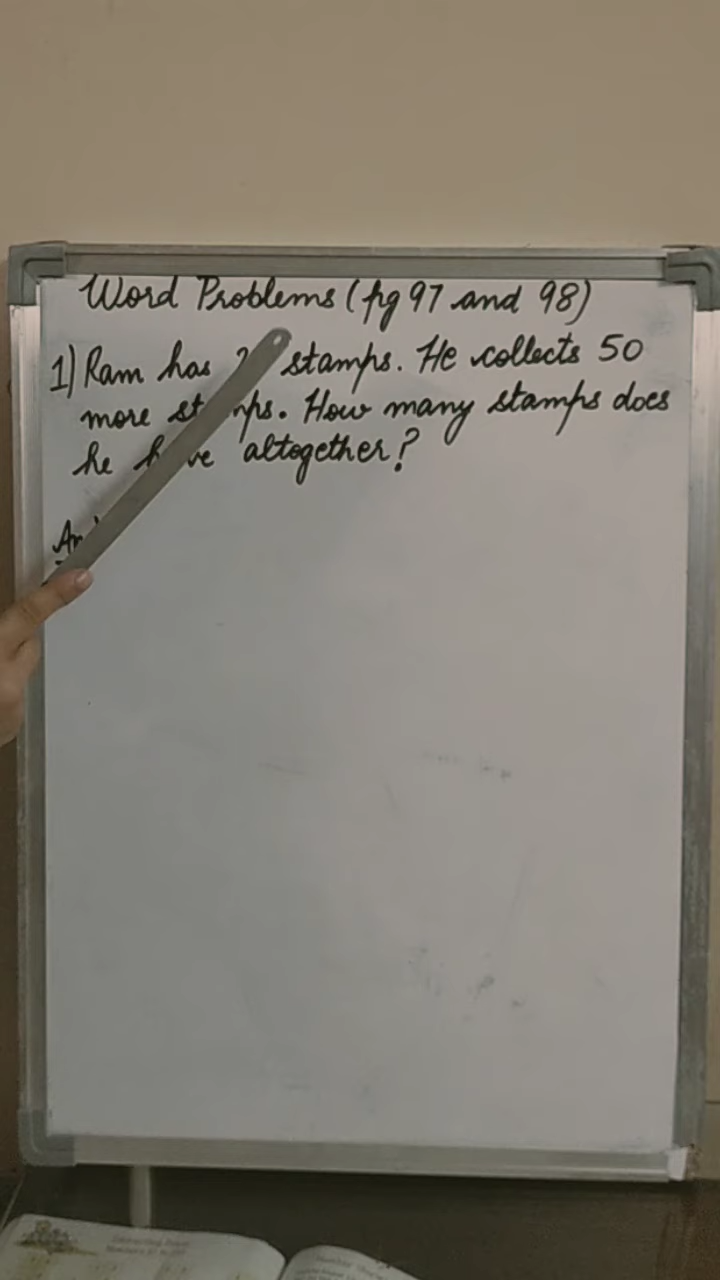 Word Problems (pg 97 and 98)
1) Ram has stamps. He collects 50
more stamps. How many stamps does
he have altogether?